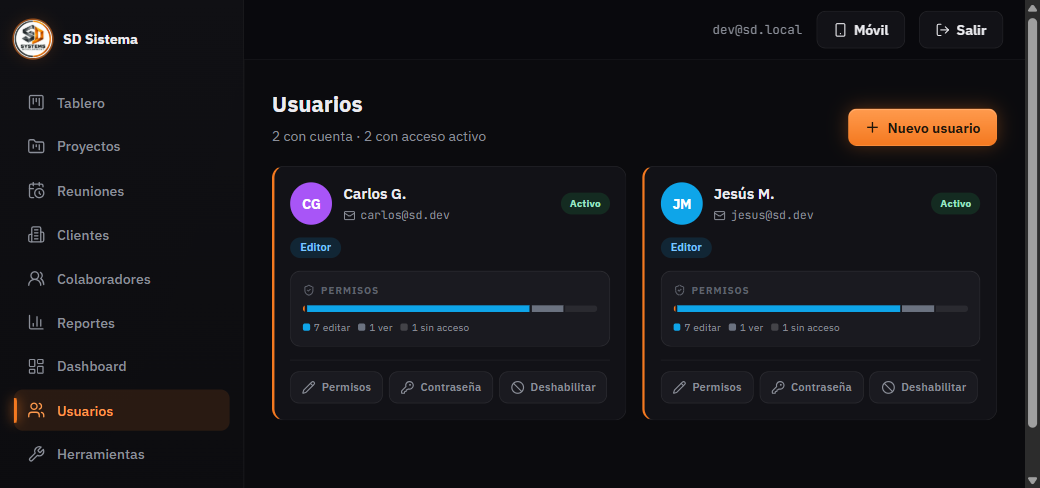 SD SYSTEMS
SD Sistema
dev@sd.local
Móvil
Salir
Tablero
Proyectos
Reuniones
Clientes
Colaboradores
Reportes
Dashboard
Usuarios
Herramientas
Usuarios
2 con cuenta · 2 con acceso activo
Nuevo usuario
CG
Carlos G.
carlos@sd.dev
Activo
Editor
PERMISOS
7 editar 1 ver 1 sin acceso
Permisos
Contraseña
Deshabilitar
JM
Jesús M.
jesus@sd.dev
Activo
Editor
PERMISOS
7 editar 1 ver 1 sin acceso
Permisos
Contraseña
Deshabilitar